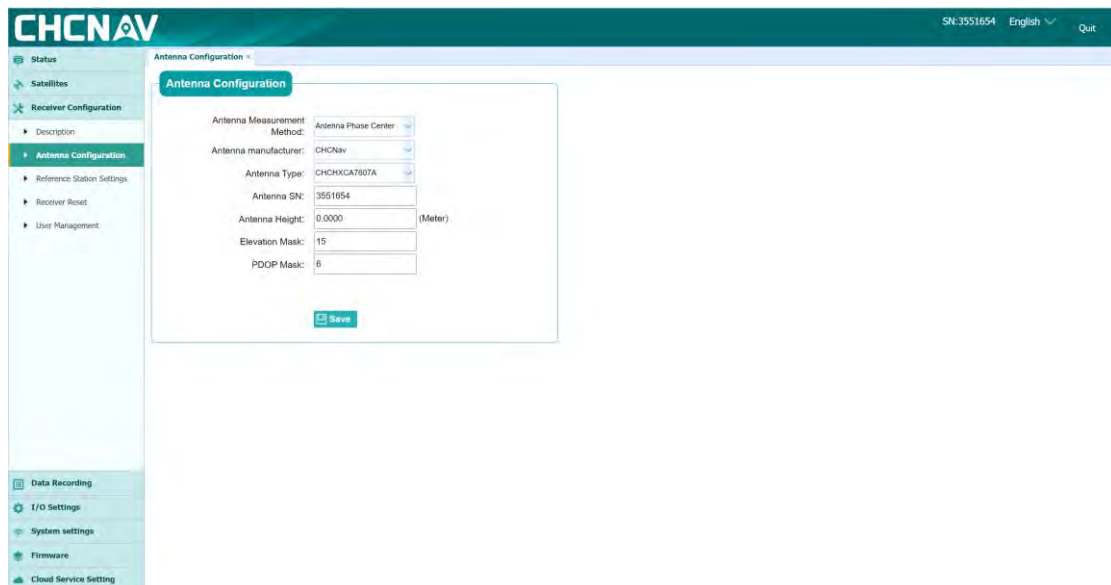 CHCNAV
SN:3551654 English Quit
Status
Satellites
Receiver Configuration
Description
Antenna Configuration
Reference Station Settings
Receiver Reset
User Management
Data Recording
I/O Settings
System settings
Firmware
Cloud Service Setting
Antenna Configuration ×
Antenna Configuration
Antenna Measurement
Method: Antenna Phase Center
Antenna manufacturer: CHCNav
Antenna Type: CHCHXCA7607A
Antenna SN: 3551654
Antenna Height: 0.0000 (Meter)
Elevation Mask: 15
PDOP Mask: 6
Save